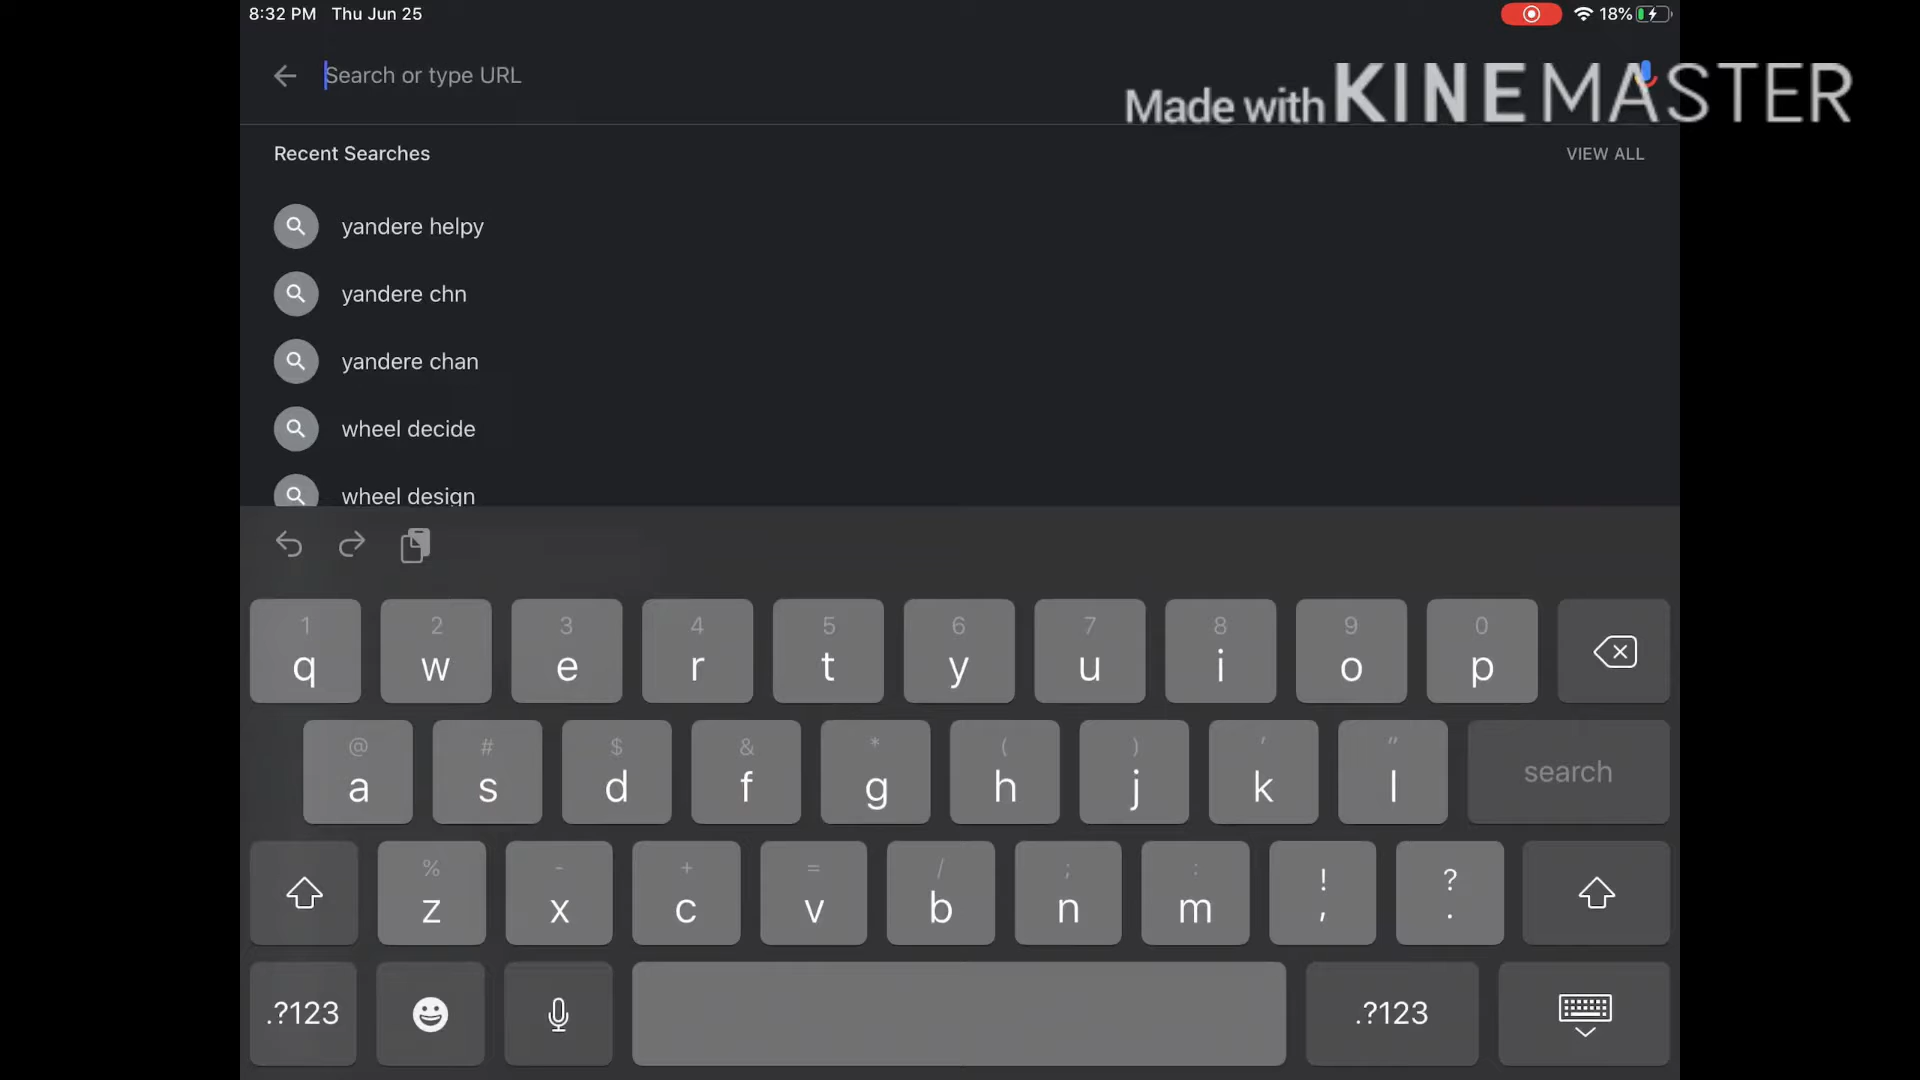 8:32 PM Thu Jun 25 18%
Search or type URL
Made with KINEMASTER
Recent Searches VIEW ALL
yandere helpy
yandere chn
yandere chan
wheel decide
wheel design
1 2 3 4 5 6 7 8 9 0
q w e r t y u i o p
@ # $ & * ( ) ' "
a s d f g h j k l search
% - + = / ; : ! ?
z x c v b n m , .
.?123 .?123